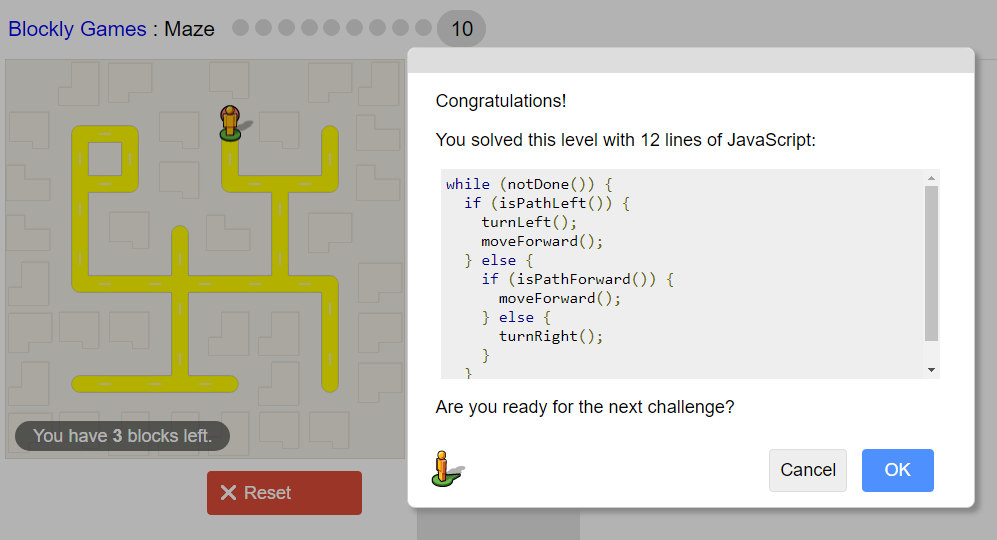 Blockly Games : Maze 10
Congratulations!
You solved this level with 12 lines of JavaScript:
while (notDone()) {
  if (isPathLeft()) {
    turnLeft();
    moveForward();
  } else {
    if (isPathForward()) {
      moveForward();
    } else {
      turnRight();
    }
  }
Are you ready for the next challenge?
You have 3 blocks left.
Cancel OK
Reset